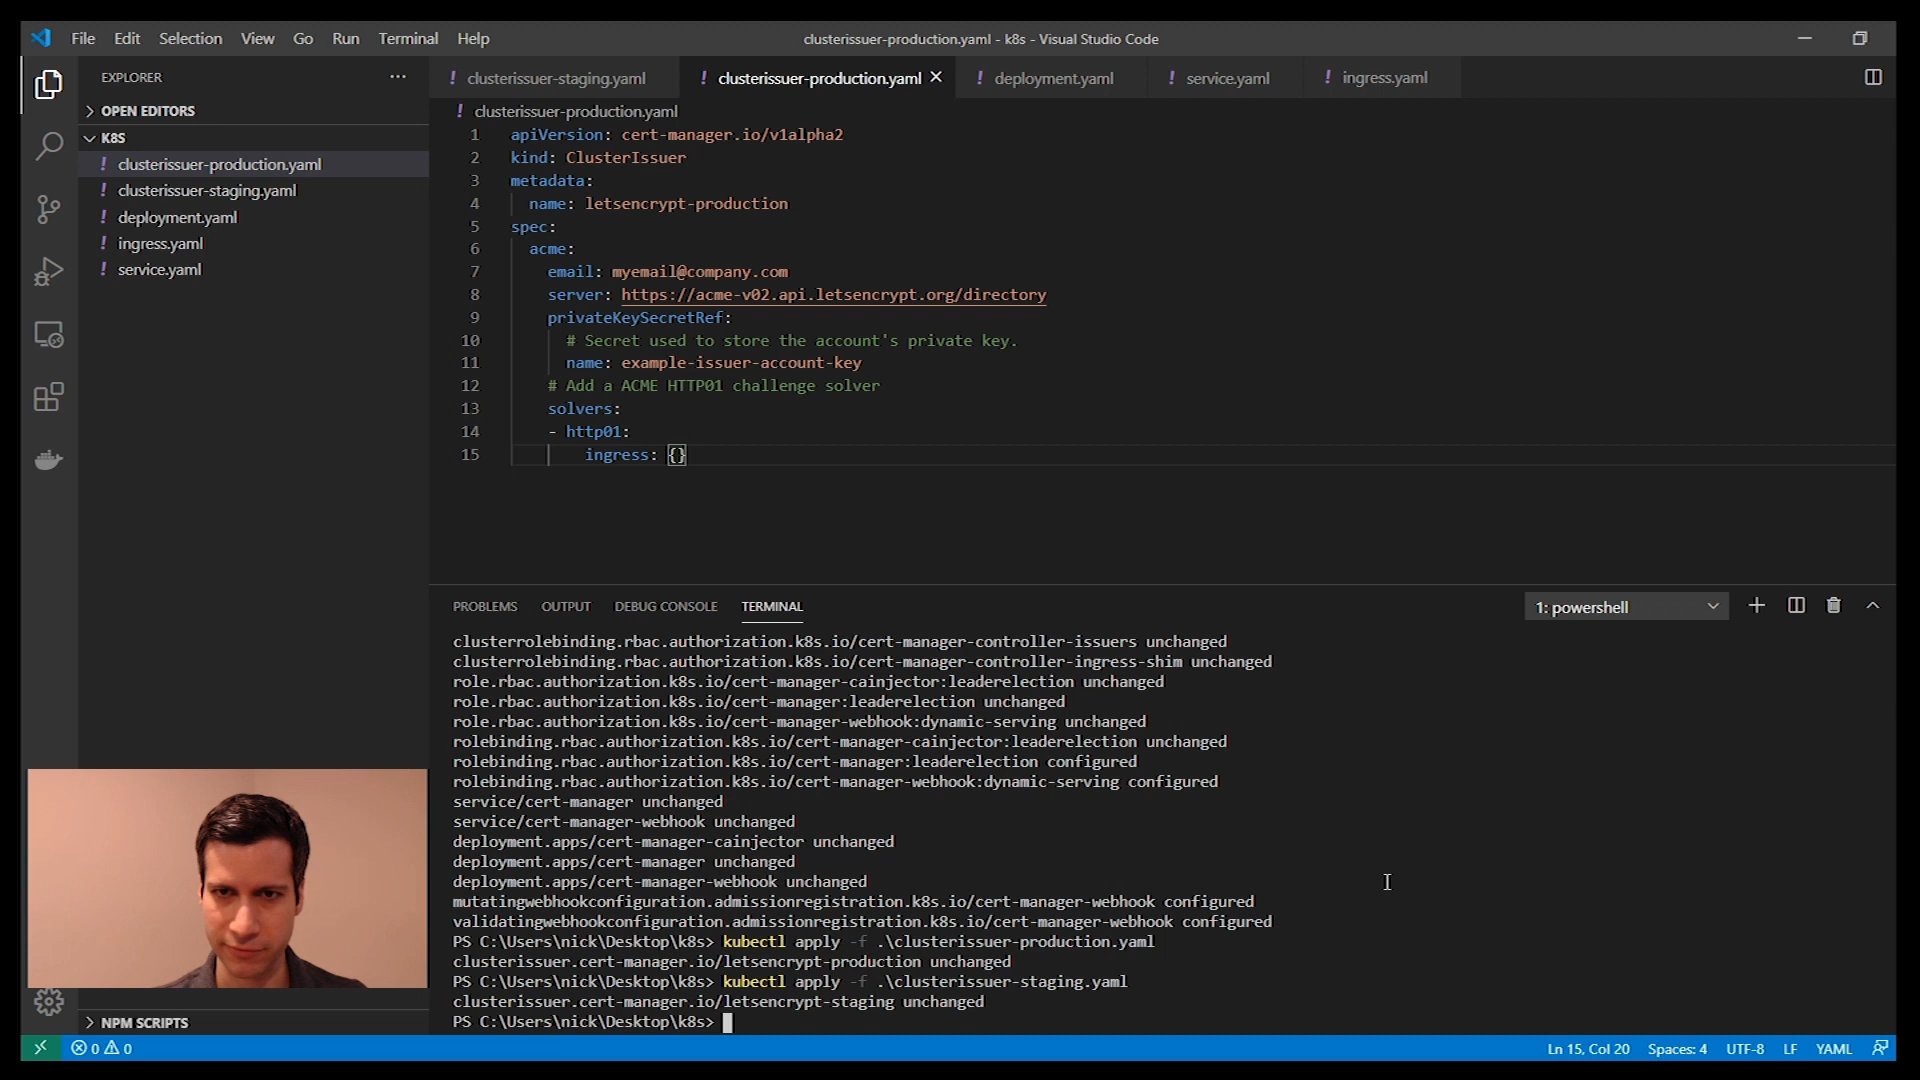 File Edit Selection View Go Run Terminal Help
clusterissuer-production.yaml - k8s - Visual Studio Code
EXPLORER
OPEN EDITORS
K8S
! clusterissuer-production.yaml
! clusterissuer-staging.yaml
! deployment.yaml
! ingress.yaml
! service.yaml
! clusterissuer-staging.yaml ! clusterissuer-production.yaml ! deployment.yaml ! service.yaml ! ingress.yaml
! clusterissuer-production.yaml
1 apiVersion: cert-manager.io/v1alpha2
2 kind: ClusterIssuer
3 metadata:
4 name: letsencrypt-production
5 spec:
6 acme:
7 email: myemail@company.com
8 server: https://acme-v02.api.letsencrypt.org/directory
9 privateKeySecretRef:
10 # Secret used to store the account's private key.
11 name: example-issuer-account-key
12 # Add a ACME HTTP01 challenge solver
13 solvers:
14 - http01:
15 ingress: {}
PROBLEMS OUTPUT DEBUG CONSOLE TERMINAL
1: powershell
clusterrolebinding.rbac.authorization.k8s.io/cert-manager-controller-issuers unchanged
clusterrolebinding.rbac.authorization.k8s.io/cert-manager-controller-ingress-shim unchanged
role.rbac.authorization.k8s.io/cert-manager-cainjector:leaderelection unchanged
role.rbac.authorization.k8s.io/cert-manager:leaderelection unchanged
role.rbac.authorization.k8s.io/cert-manager-webhook:dynamic-serving unchanged
rolebinding.rbac.authorization.k8s.io/cert-manager-cainjector:leaderelection unchanged
rolebinding.rbac.authorization.k8s.io/cert-manager:leaderelection configured
rolebinding.rbac.authorization.k8s.io/cert-manager-webhook:dynamic-serving configured
service/cert-manager unchanged
service/cert-manager-webhook unchanged
deployment.apps/cert-manager-cainjector unchanged
deployment.apps/cert-manager unchanged
deployment.apps/cert-manager-webhook unchanged
mutatingwebhookconfiguration.admissionregistration.k8s.io/cert-manager-webhook configured
validatingwebhookconfiguration.admissionregistration.k8s.io/cert-manager-webhook configured
PS C:\Users\nick\Desktop\k8s> kubectl apply -f .\clusterissuer-production.yaml
clusterissuer.cert-manager.io/letsencrypt-production unchanged
PS C:\Users\nick\Desktop\k8s> kubectl apply -f .\clusterissuer-staging.yaml
clusterissuer.cert-manager.io/letsencrypt-staging unchanged
PS C:\Users\nick\Desktop\k8s>
NPM SCRIPTS
0 0
Ln 15, Col 20 Spaces: 4 UTF-8 LF YAML